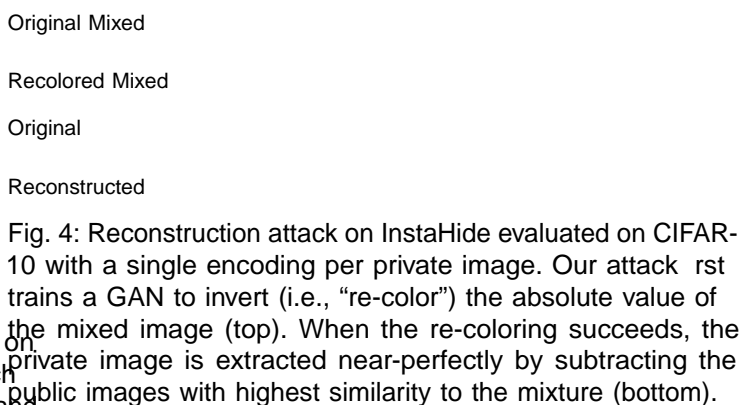 Original Mixed
Recolored Mixed
Original
Reconstructed
Fig. 4: Reconstruction attack on InstaHide evaluated on CIFAR-
10 with a single encoding per private image. Our attack rst
trains a GAN to invert (i.e., “re-color”) the absolute value of
the mixed image (top). When the re-coloring succeeds, the
on
private image is extracted near-perfectly by subtracting the
public images with highest similarity to the mixture (bottom).